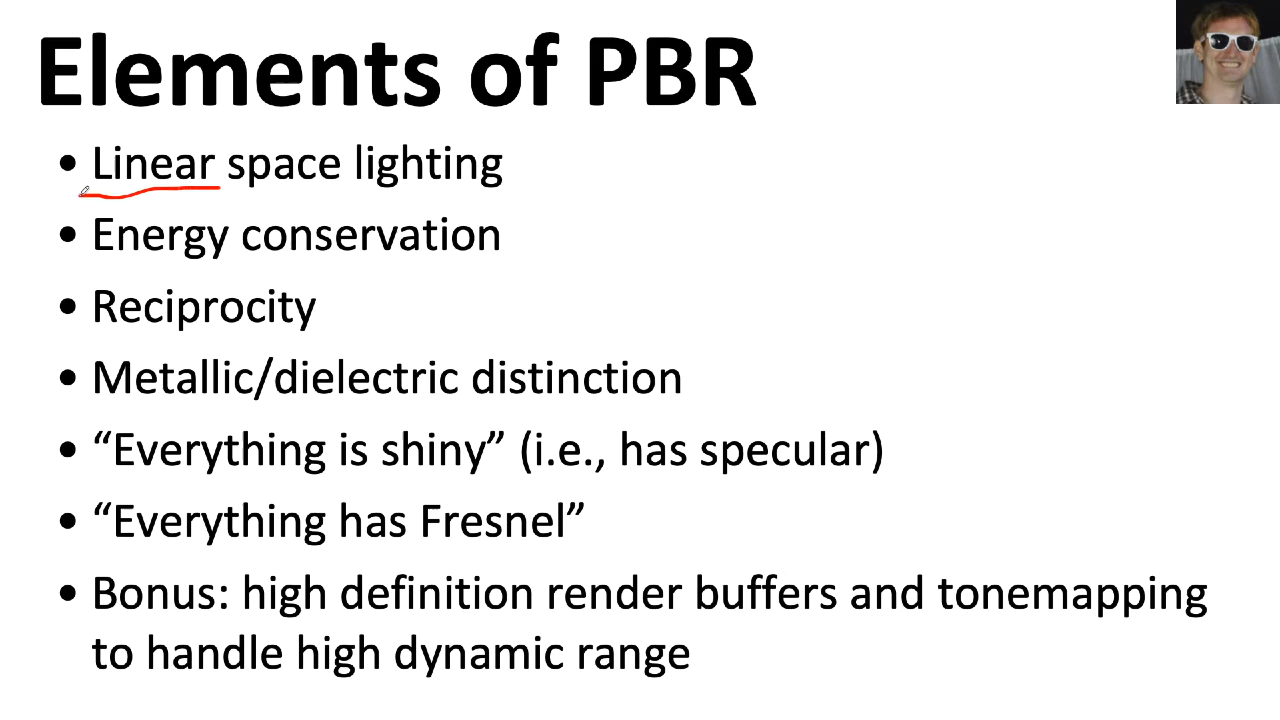 Elements of PBR
• Linear space lighting
• Energy conservation
• Reciprocity
• Metallic/dielectric distinction
• “Everything is shiny” (i.e., has specular)
• “Everything has Fresnel”
• Bonus: high definition render buffers and tonemapping
to handle high dynamic range